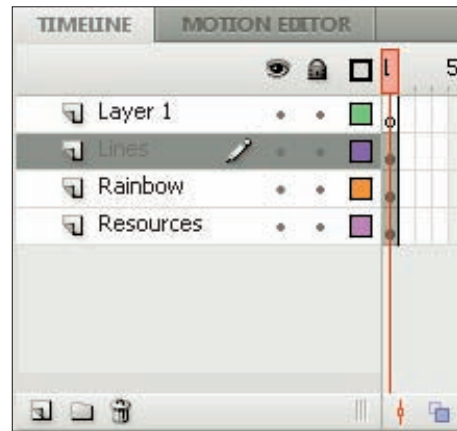 TIMELINE MOTION EDITOR
1 5
Layer 1
Lines
Rainbow
Resources